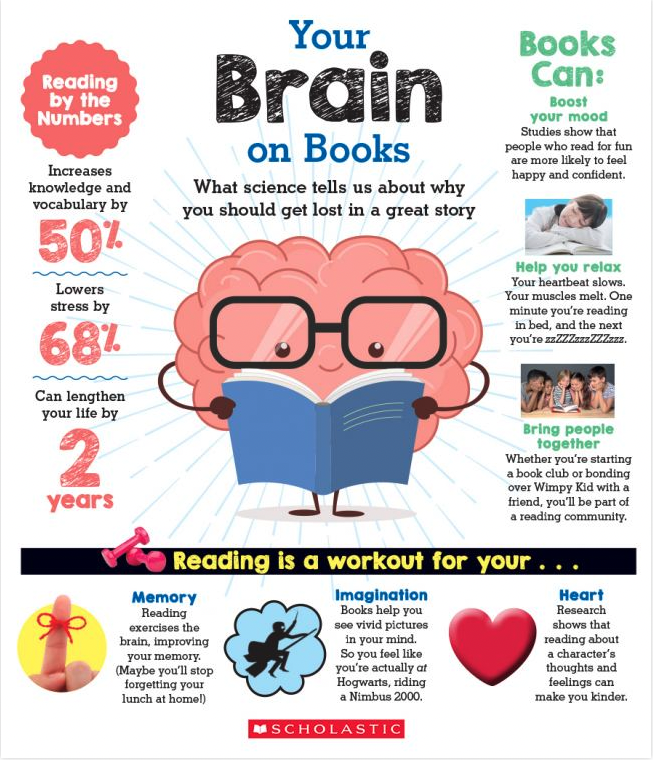 Your
Brain
on Books
What science tells us about why
you should get lost in a great story
Reading
by the
Numbers
Increases
knowledge and
vocabulary by
50%
Lowers
stress by
68%
Can lengthen
your life by
2
years
Books
Can:
Boost
your mood
Studies show that
people who read for fun
are more likely to feel
happy and confident.
Help you relax
Your heartbeat slows.
Your muscles melt. One
minute you're reading
in bed, and the next
you're zzZZZzzzZZZzzz.
Bring people
together
Whether you're starting
a book club or bonding
over Wimpy Kid with a
friend, you'll be part of
a reading community.
Reading is a workout for your . . .
Memory
Reading
exercises the
brain, improving
your memory.
(Maybe you'll stop
forgetting your
lunch at home!)
Imagination
Books help you
see vivid pictures
in your mind.
So you feel like
you're actually at
Hogwarts, riding
a Nimbus 2000.
Heart
Research
shows that
reading about
a character's
thoughts and
feelings can
make you kinder.
SCHOLASTIC